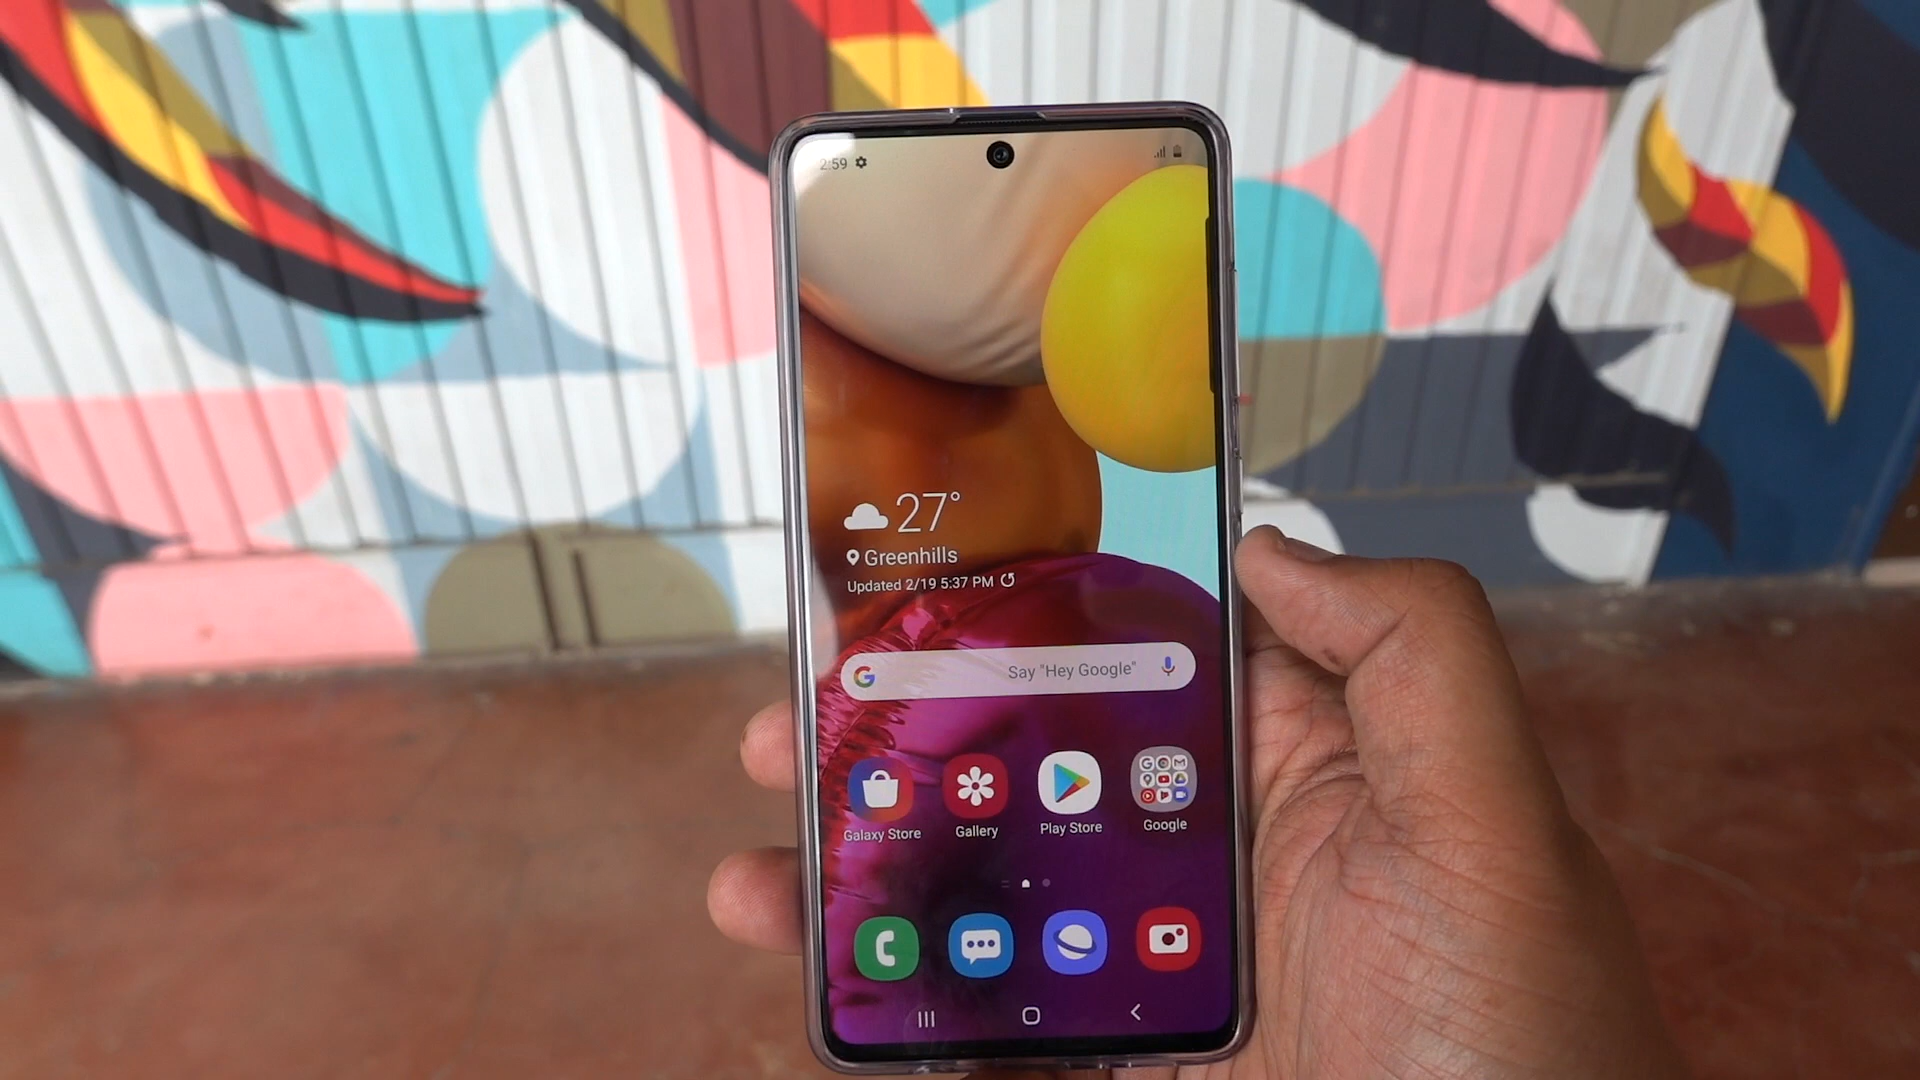 2:59
27°
Greenhills
Updated 2/19 5:37 PM
Say "Hey Google"
Galaxy Store
Gallery
Play Store
Google